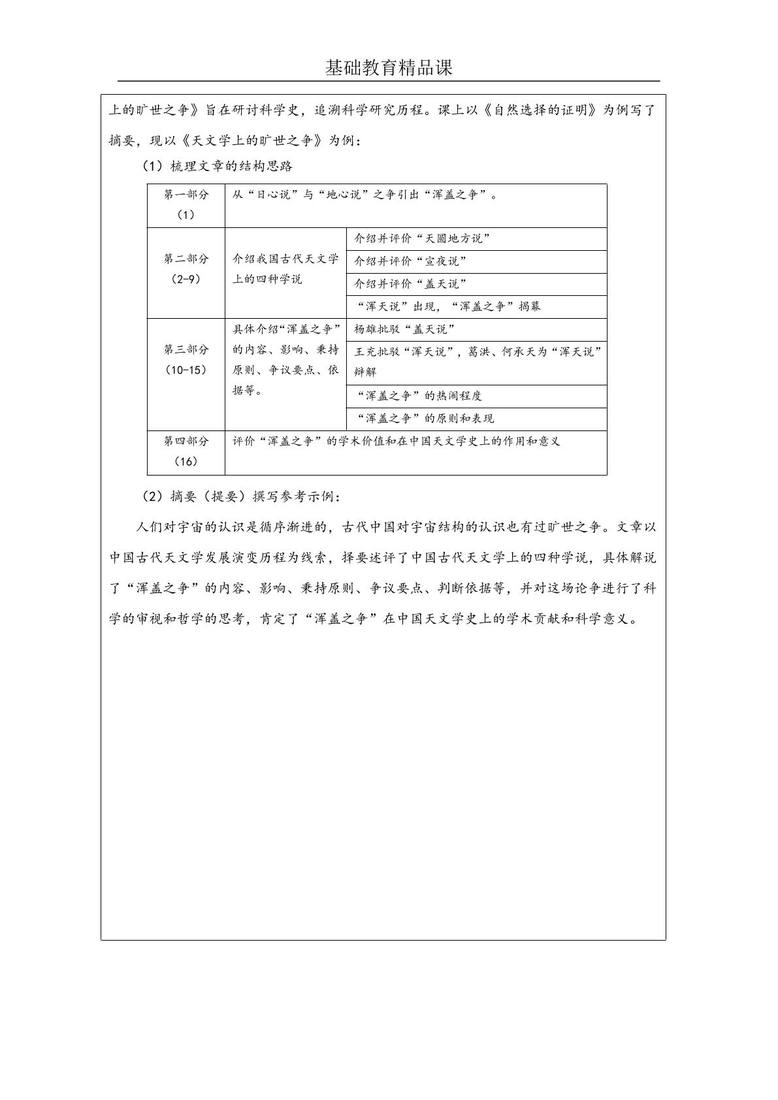 基础教育精品课
上的旷世之争》旨在研讨科学史，追溯科学研究历程。课上以《自然选择的证明》为例写了
摘要，现以《天文学上的旷世之争》为例：
（1）梳理文章的结构思路
第一部分
（1）
从“日心说”与“地心说”之争引出“浑盖之争”。
第二部分
（2-9）
介绍我国古代天文学
上的四种学说
介绍并评价“天圆地方说”
介绍并评价“宣夜说”
介绍并评价“盖天说”
“浑天说”出现，“浑盖之争”揭幕
第三部分
（10-15）
具体介绍“浑盖之争”
的内容、影响、秉持
原则、争议要点、依
据等。
杨雄批驳“盖天说”
王充批驳“浑天说”，葛洪、何承天为“浑天说”
辩解
“浑盖之争”的热闹程度
“浑盖之争”的原则和表现
第四部分
（16）
评价“浑盖之争”的学术价值和在中国天文学史上的作用和意义
（2）摘要（提要）撰写参考示例：
人们对宇宙的认识是循序渐进的，古代中国对宇宙结构的认识也有过旷世之争。文章以
中国古代天文学发展演变历程为线索，择要述评了中国古代天文学上的四种学说，具体解说
了“浑盖之争”的内容、影响、秉持原则、争议要点、判断依据等，并对这场论争进行了科
学的审视和哲学的思考，肯定了“浑盖之争”在中国天文学史上的学术贡献和科学意义。